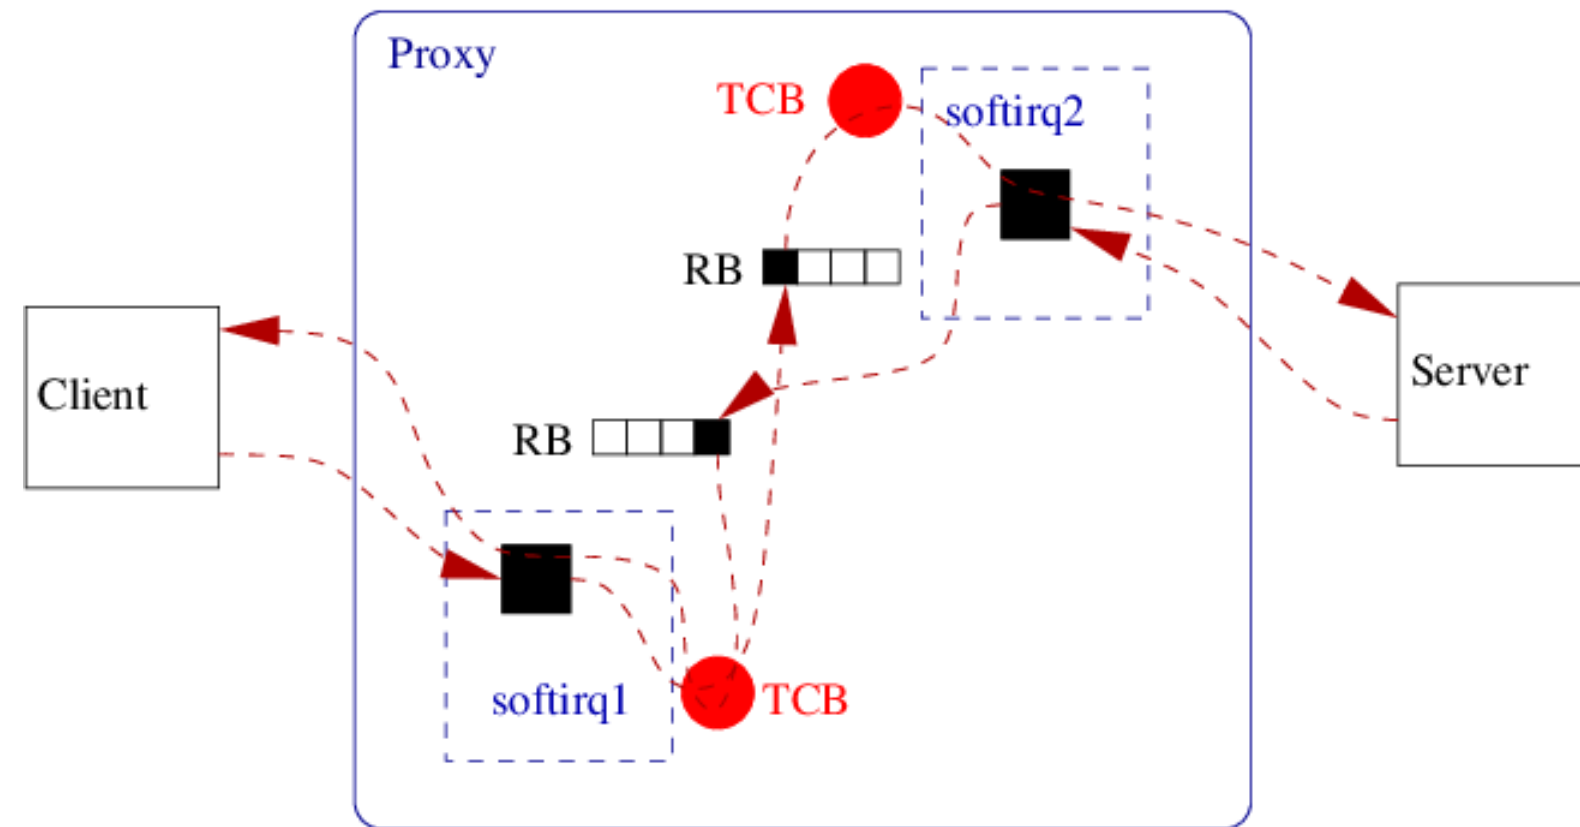 Proxy
TCB
softirq2
RB
Client
Server
RB
softirq1
TCB